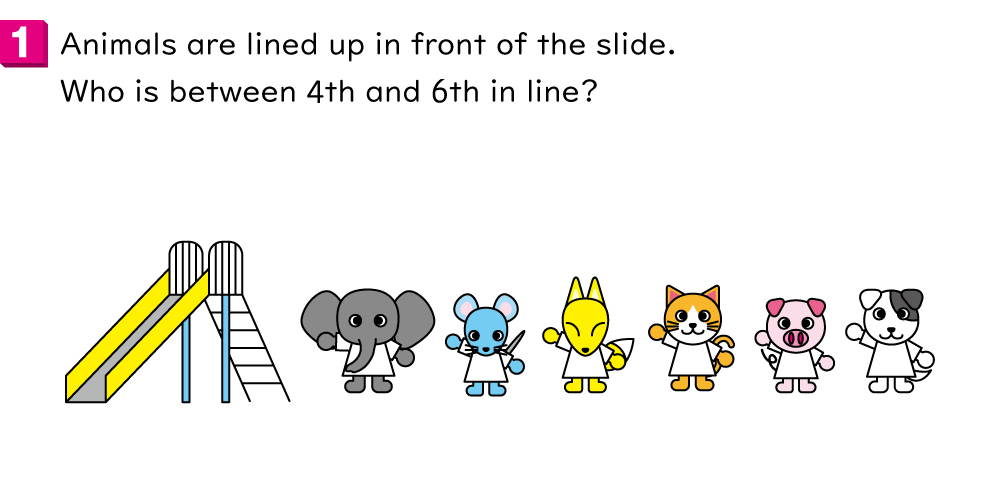 1 Animals are lined up in front of the slide.
Who is between 4th and 6th in line?